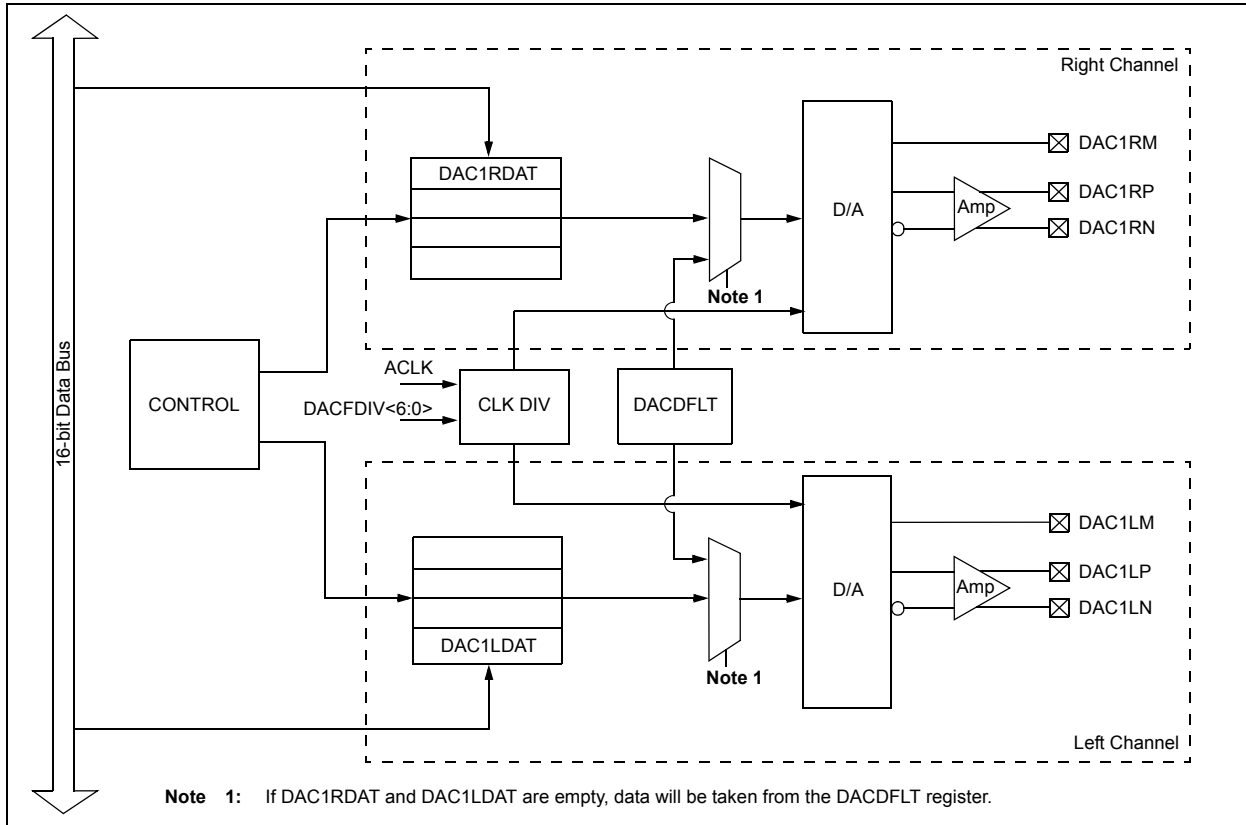 Right Channel
DAC1RDAT
D/A
Amp
DAC1RM
DAC1RP
DAC1RN
Note 1
16-bit Data Bus
CONTROL
ACLK
DACFDIV<6:0>
CLK DIV
DACDFLT
DAC1LDAT
D/A
Amp
DAC1LM
DAC1LP
DAC1LN
Note 1
Left Channel
Note 1: If DAC1RDAT and DAC1LDAT are empty, data will be taken from the DACDFLT register.